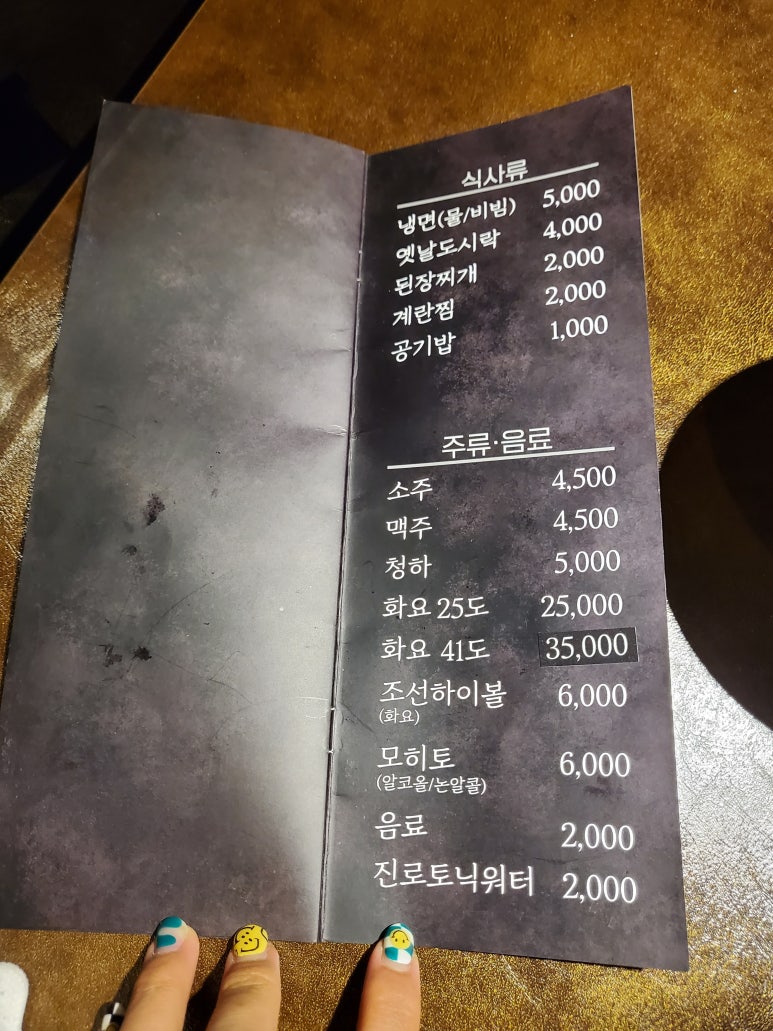 식사류
냉면(물/비빔) 5,000
옛날도시락 4,000
된장찌개 2,000
계란찜 2,000
공기밥 1,000
주류·음료
소주 4,500
맥주 4,500
청하 5,000
화요 25도 25,000
화요 41도 35,000
조선하이볼 6,000
(화요)
모히토 6,000
(알코올/논알콜)
음료 2,000
진로토닉워터 2,000